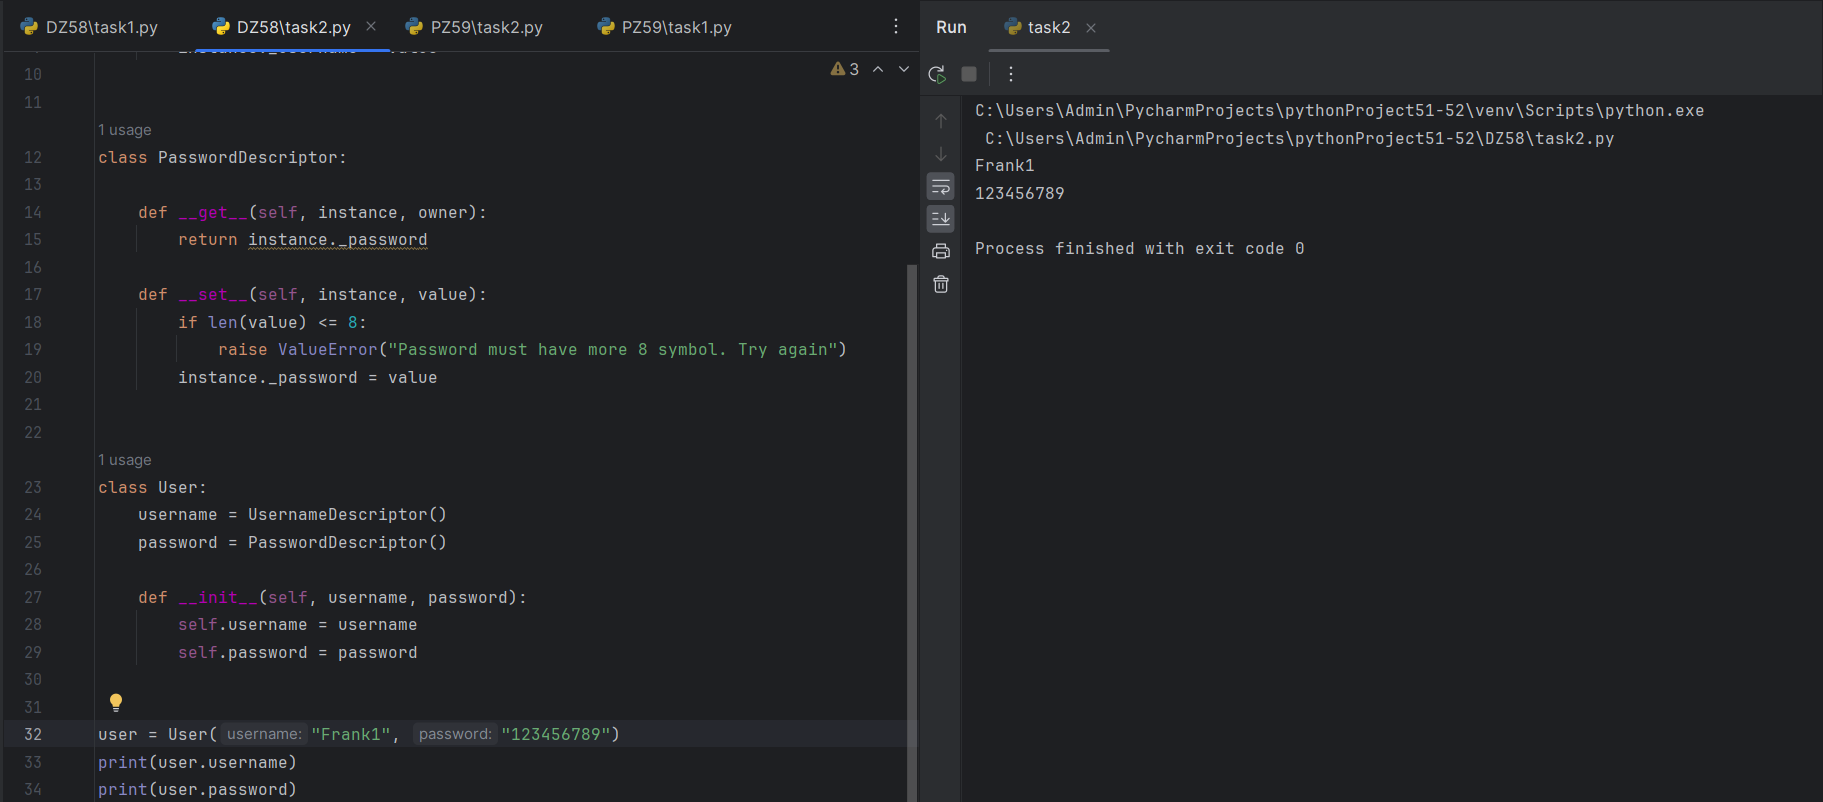 DZ58\task1.py DZ58\task2.py PZ59\task2.py PZ59\task1.py
3
10
11
1 usage
12 class PasswordDescriptor:
13
14 def __get__(self, instance, owner):
15 return instance._password
16
17 def __set__(self, instance, value):
18 if len(value) <= 8:
19 raise ValueError("Password must have more 8 symbol. Try again")
20 instance._password = value
21
22
1 usage
23 class User:
24 username = UsernameDescriptor()
25 password = PasswordDescriptor()
26
27 def __init__(self, username, password):
28 self.username = username
29 self.password = password
30
31
32 user = User( username: "Frank1", password: "123456789")
33 print(user.username)
34 print(user.password)
Run task2
C:\Users\Admin\PycharmProjects\pythonProject51-52\venv\Scripts\python.exe
C:\Users\Admin\PycharmProjects\pythonProject51-52\DZ58\task2.py
Frank1
123456789
Process finished with exit code 0